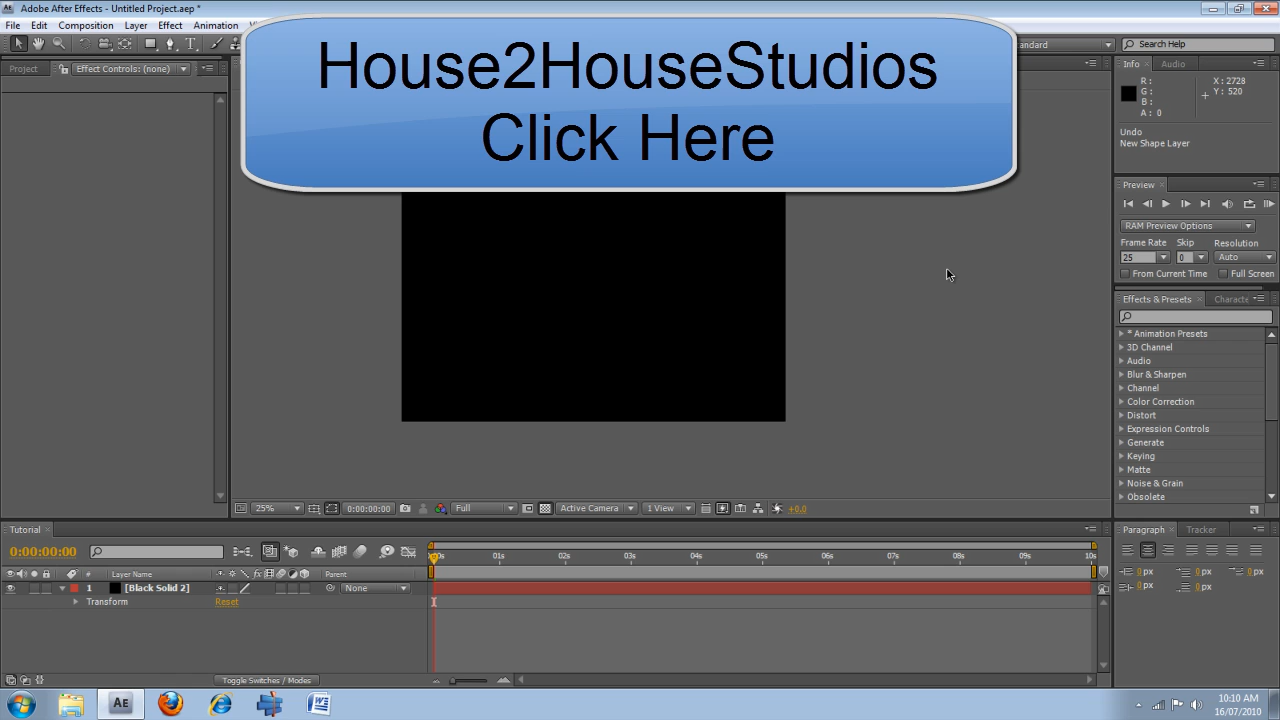 Adobe After Effects - Untitled Project.aep *
File Edit Composition Layer Effect Animation
House2HouseStudios
Click Here
Search Help
Project Effect Controls: (none)
Info Audio
R :
G :
B :
A : 0
X : 2728
Y : 520
Undo
New Shape Layer
Preview
RAM Preview Options
Frame Rate Skip Resolution
25 0 Auto
From Current Time Full Screen
Effects & Presets
* Animation Presets
3D Channel
Audio
Blur & Sharpen
Channel
Color Correction
Distort
Expression Controls
Generate
Keying
Matte
Noise & Grain
Obsolete
25% 0:00:00:00 Full Active Camera 1 View +0.0
Tutorial
0:00:00:00
01s 02s 03s 04s 05s 06s 07s 08s 09s 10s
# Layer Name Parent
1 [Black Solid 2] None
Transform Reset
Toggle Switches / Modes
Paragraph Tracker
0 px 0 px 0 px
0 px 0 px
10:10 AM
16/07/2010